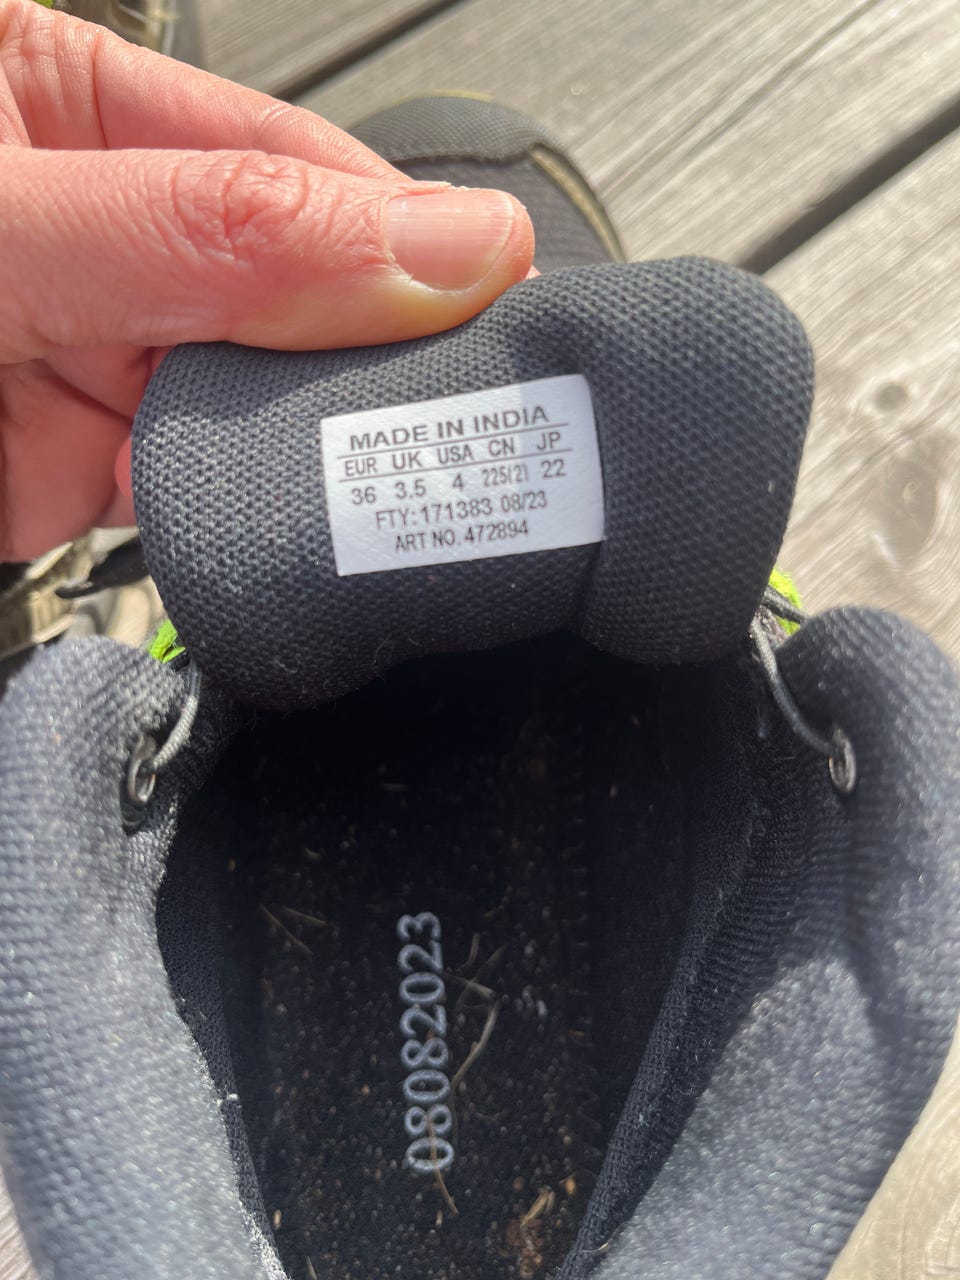 MADE IN INDIA
EUR UK USA CN JP
36 3.5 4 225(2) 22
FTY:171383 08/23
ART NO. 472894
08082023